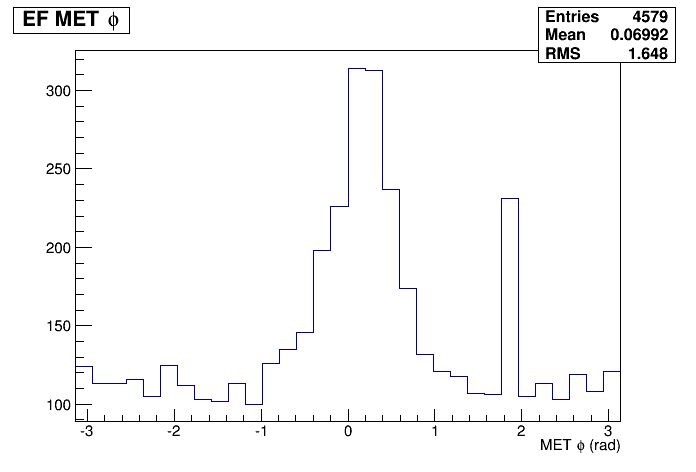 EF MET ϕ
Entries 4579
Mean 0.06992
RMS 1.648
300
250
200
150
100
-3 -2 -1 0 1 2 3
MET ϕ (rad)